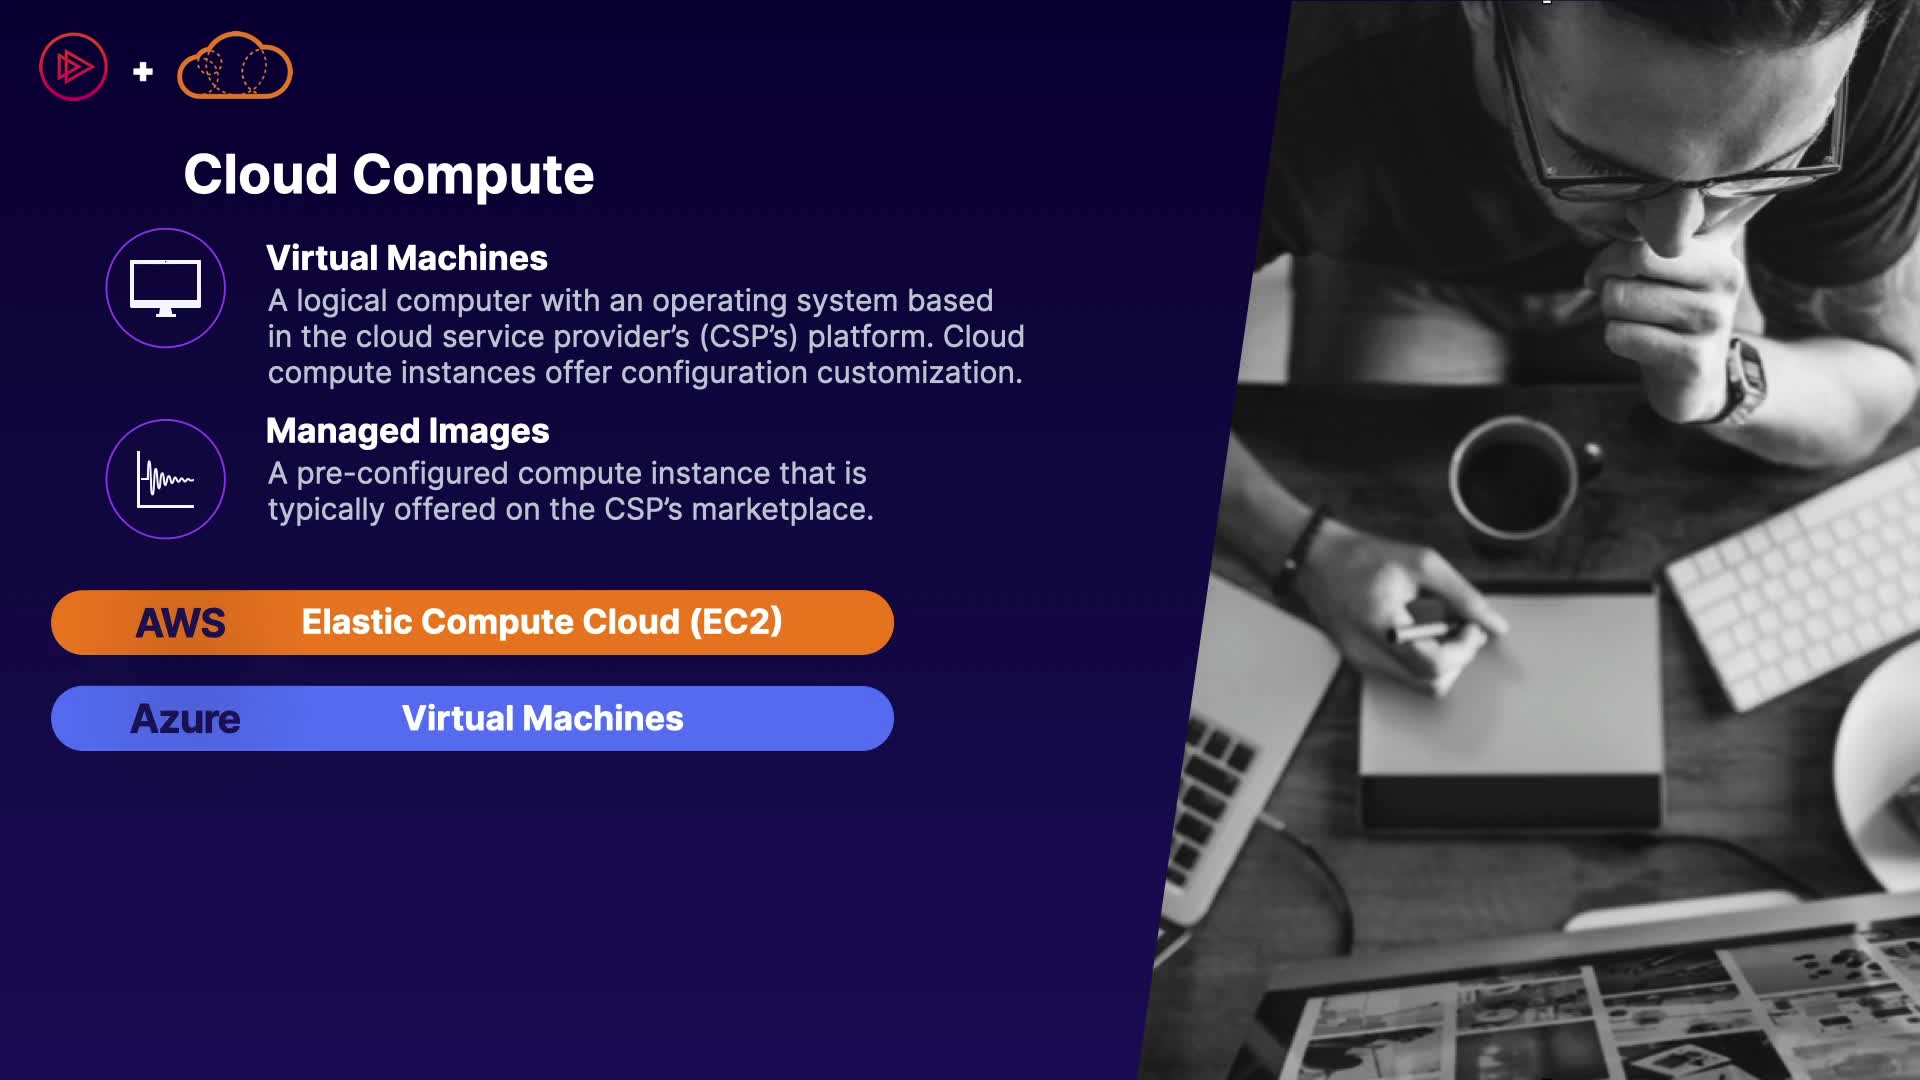 Cloud Compute
Virtual Machines
A logical computer with an operating system based
in the cloud service provider’s (CSP’s) platform. Cloud
compute instances offer configuration customization.
Managed Images
A pre-configured compute instance that is
typically offered on the CSP’s marketplace.
AWS Elastic Compute Cloud (EC2)
Azure Virtual Machines